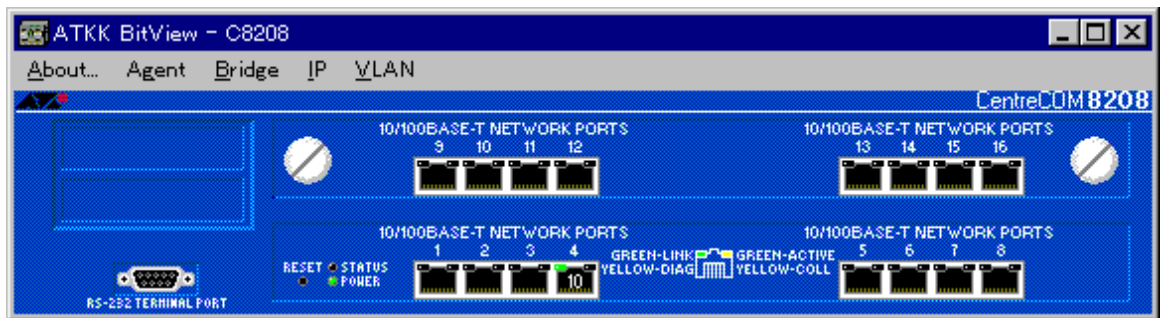 ATKK BitView - C8208
About... Agent Bridge IP VLAN
CentreCOM 8208
10/100BASE-T NETWORK PORTS
9 10 11 12
10/100BASE-T NETWORK PORTS
13 14 15 16
10/100BASE-T NETWORK PORTS
1 2 3 4
GREEN-LINK GREEN-ACTIVE
YELLOW-DIAG YELLOW-COLL
10/100BASE-T NETWORK PORTS
5 6 7 8
RESET STATUS
POWER
10
RS-232 TERMINAL PORT